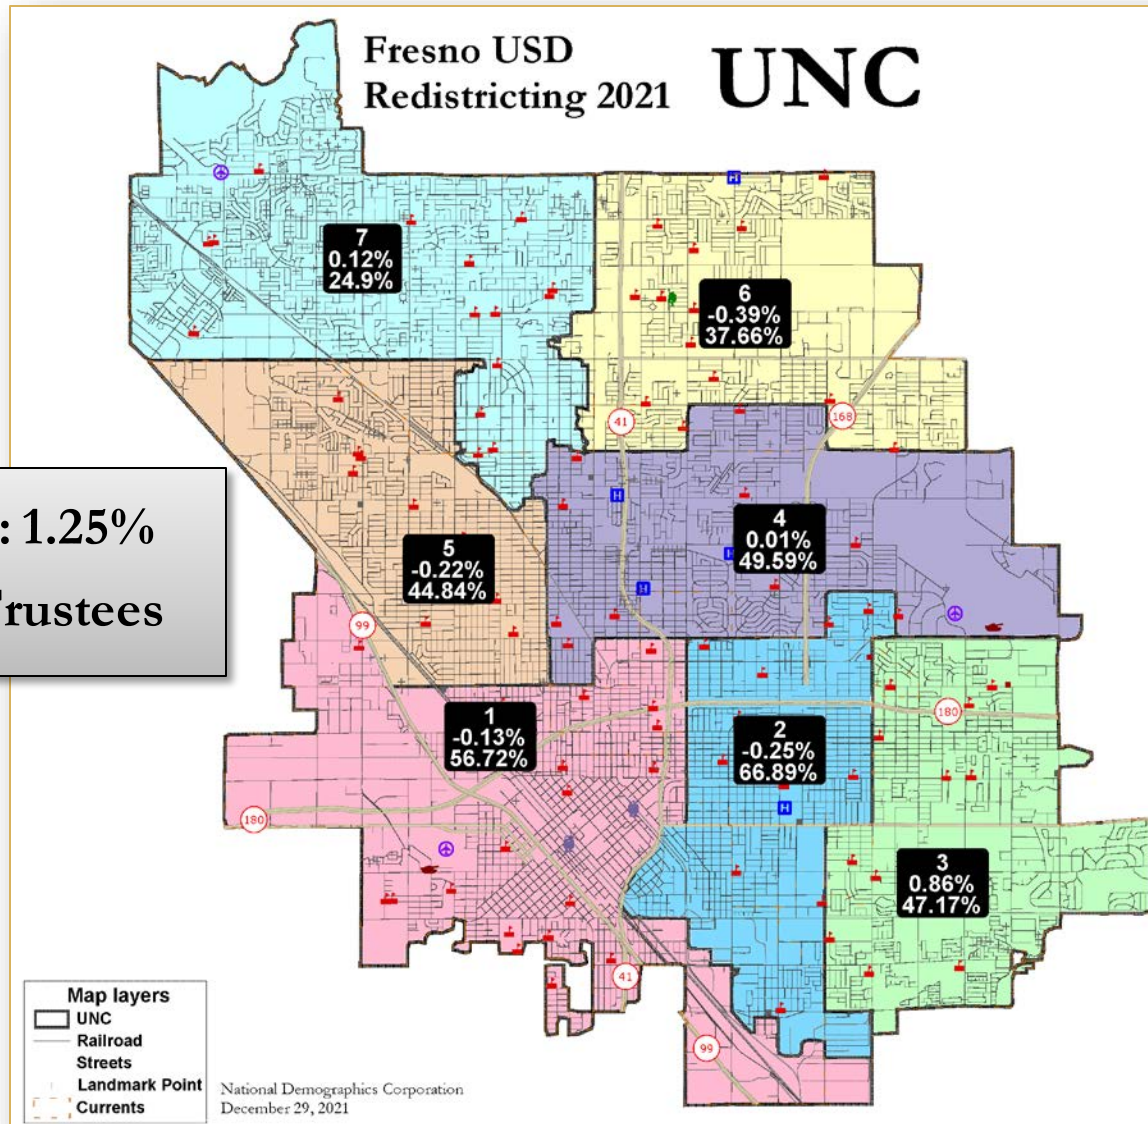 Fresno USD
Redistricting 2021
UNC
7
0.12%
24.9%
H
6
-0.39%
37.66%
41
168
: 1.25%
Trustees
H
4
0.01%
49.59%
H
5
-0.22%
44.84%
H
99
1
-0.13%
56.72%
2
-0.25%
66.89%
180
H
180
3
0.86%
47.17%
41
99
Map layers
UNC
Railroad
Streets
Landmark Point
Currents
National Demographics Corporation
December 29, 2021